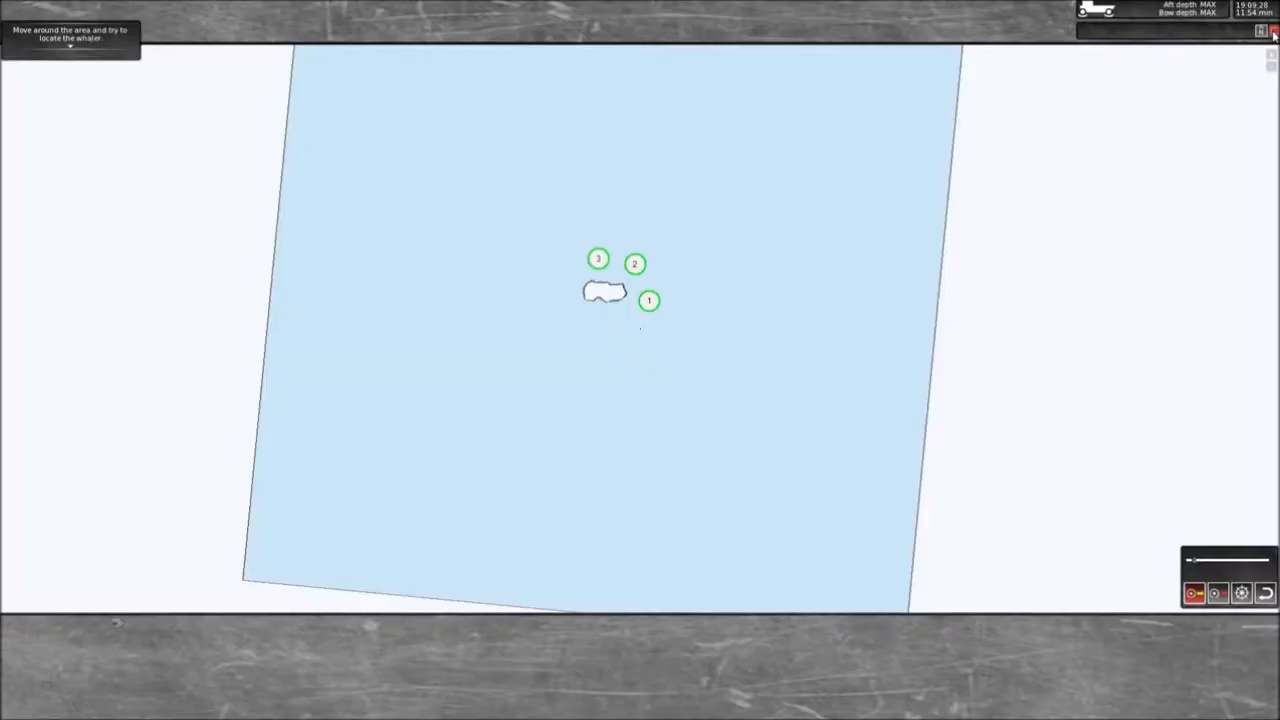 Move around the area and try to
locate the whaler
Aft depth MAX
Bow depth MAX
19:09:28
11.54 min
3
2
1